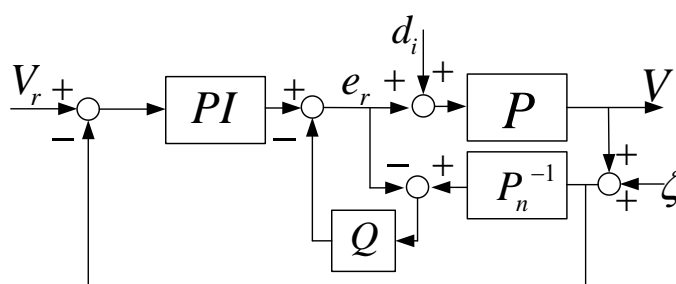 d_i
V_r + − PI + − e_r + + P V
− + P_n^{-1} + + ζ
Q